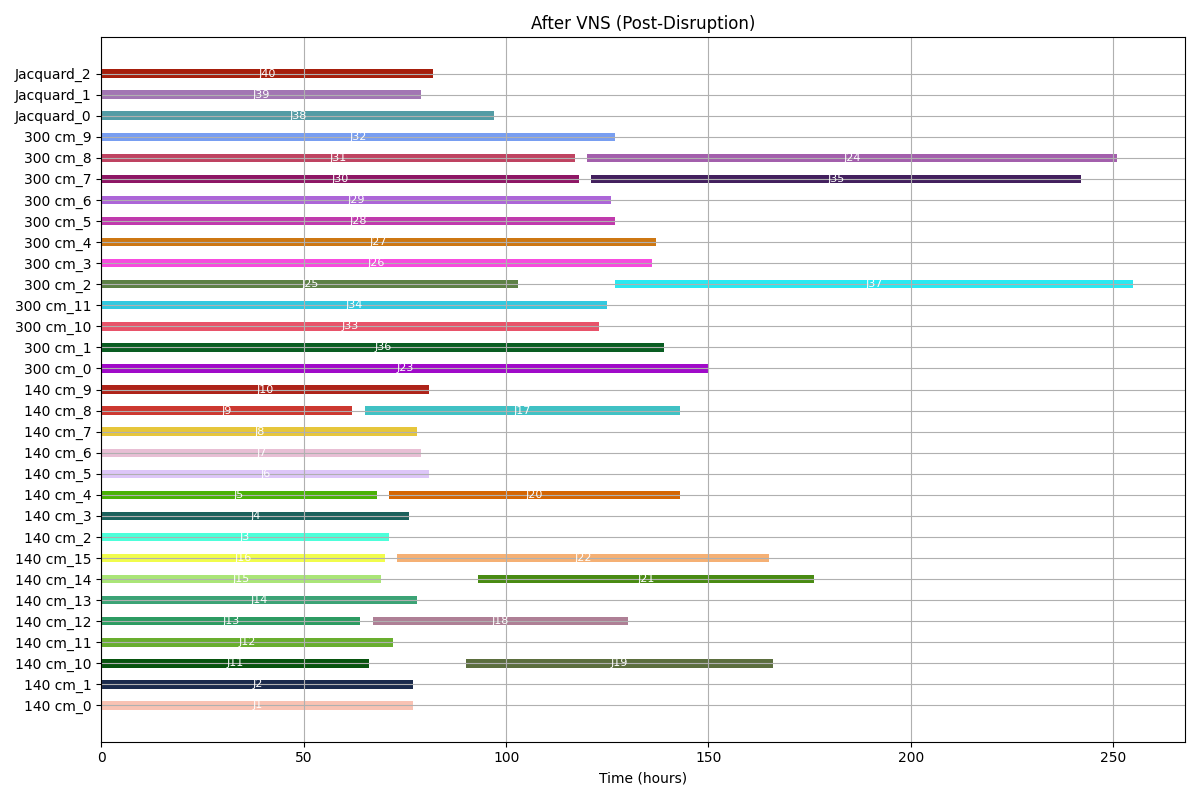 After VNS (Post-Disruption)
Jacquard_2 J40
Jacquard_1 J39
Jacquard_0 J38
300 cm_9 J32
300 cm_8 J31 J24
300 cm_7 J30 J35
300 cm_6 J29
300 cm_5 J28
300 cm_4 J27
300 cm_3 J26
300 cm_2 J25 J37
300 cm_11 J34
300 cm_10 J33
300 cm_1 J36
300 cm_0 J23
140 cm_9 J10
140 cm_8 J9 J17
140 cm_7 J8
140 cm_6 J7
140 cm_5 J6
140 cm_4 J5 J20
140 cm_3 J4
140 cm_2 J3
140 cm_15 J16 J22
140 cm_14 J15 J21
140 cm_13 J14
140 cm_12 J13 J18
140 cm_11 J12
140 cm_10 J11 J19
140 cm_1 J2
140 cm_0 J1
0 50 100 150 200 250
Time (hours)